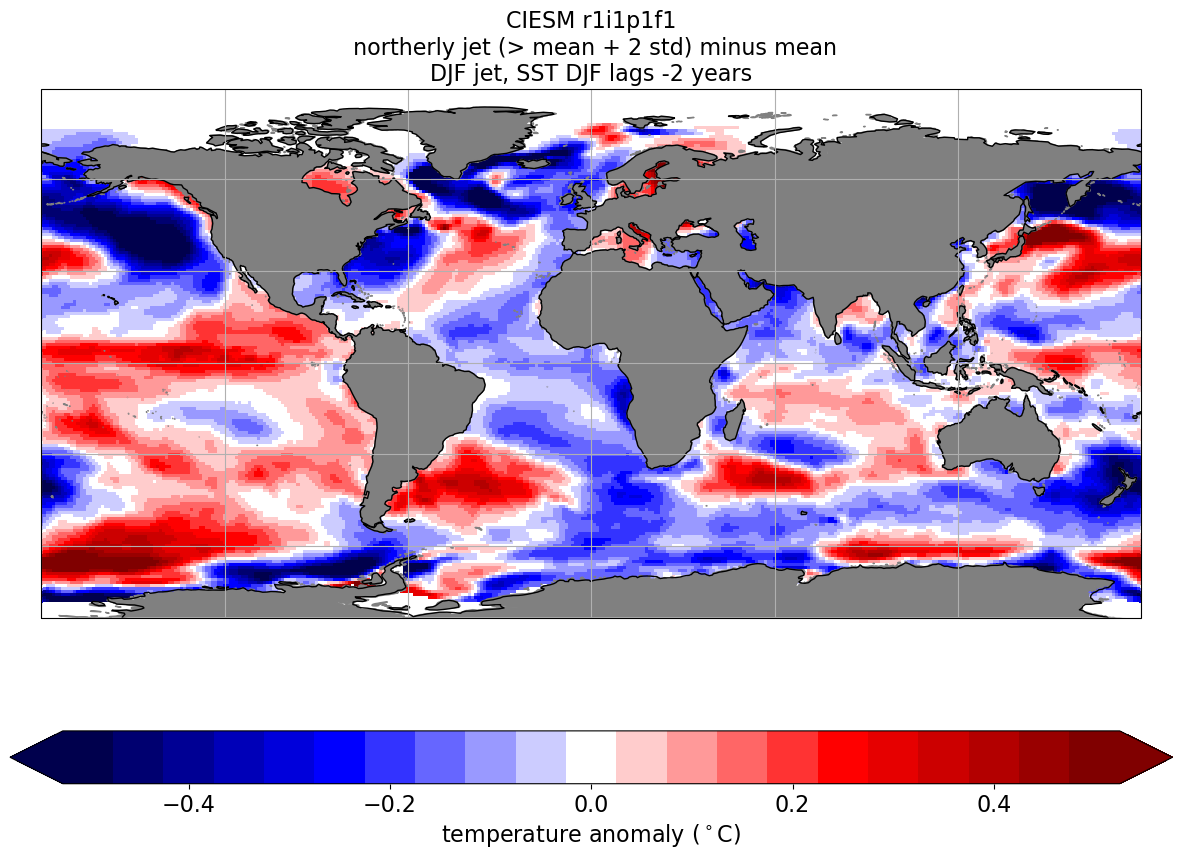 CIESM r1i1p1f1
northerly jet (> mean + 2 std) minus mean
DJF jet, SST DJF lags -2 years
−0.4 −0.2 0.0 0.2 0.4
temperature anomaly (°C)